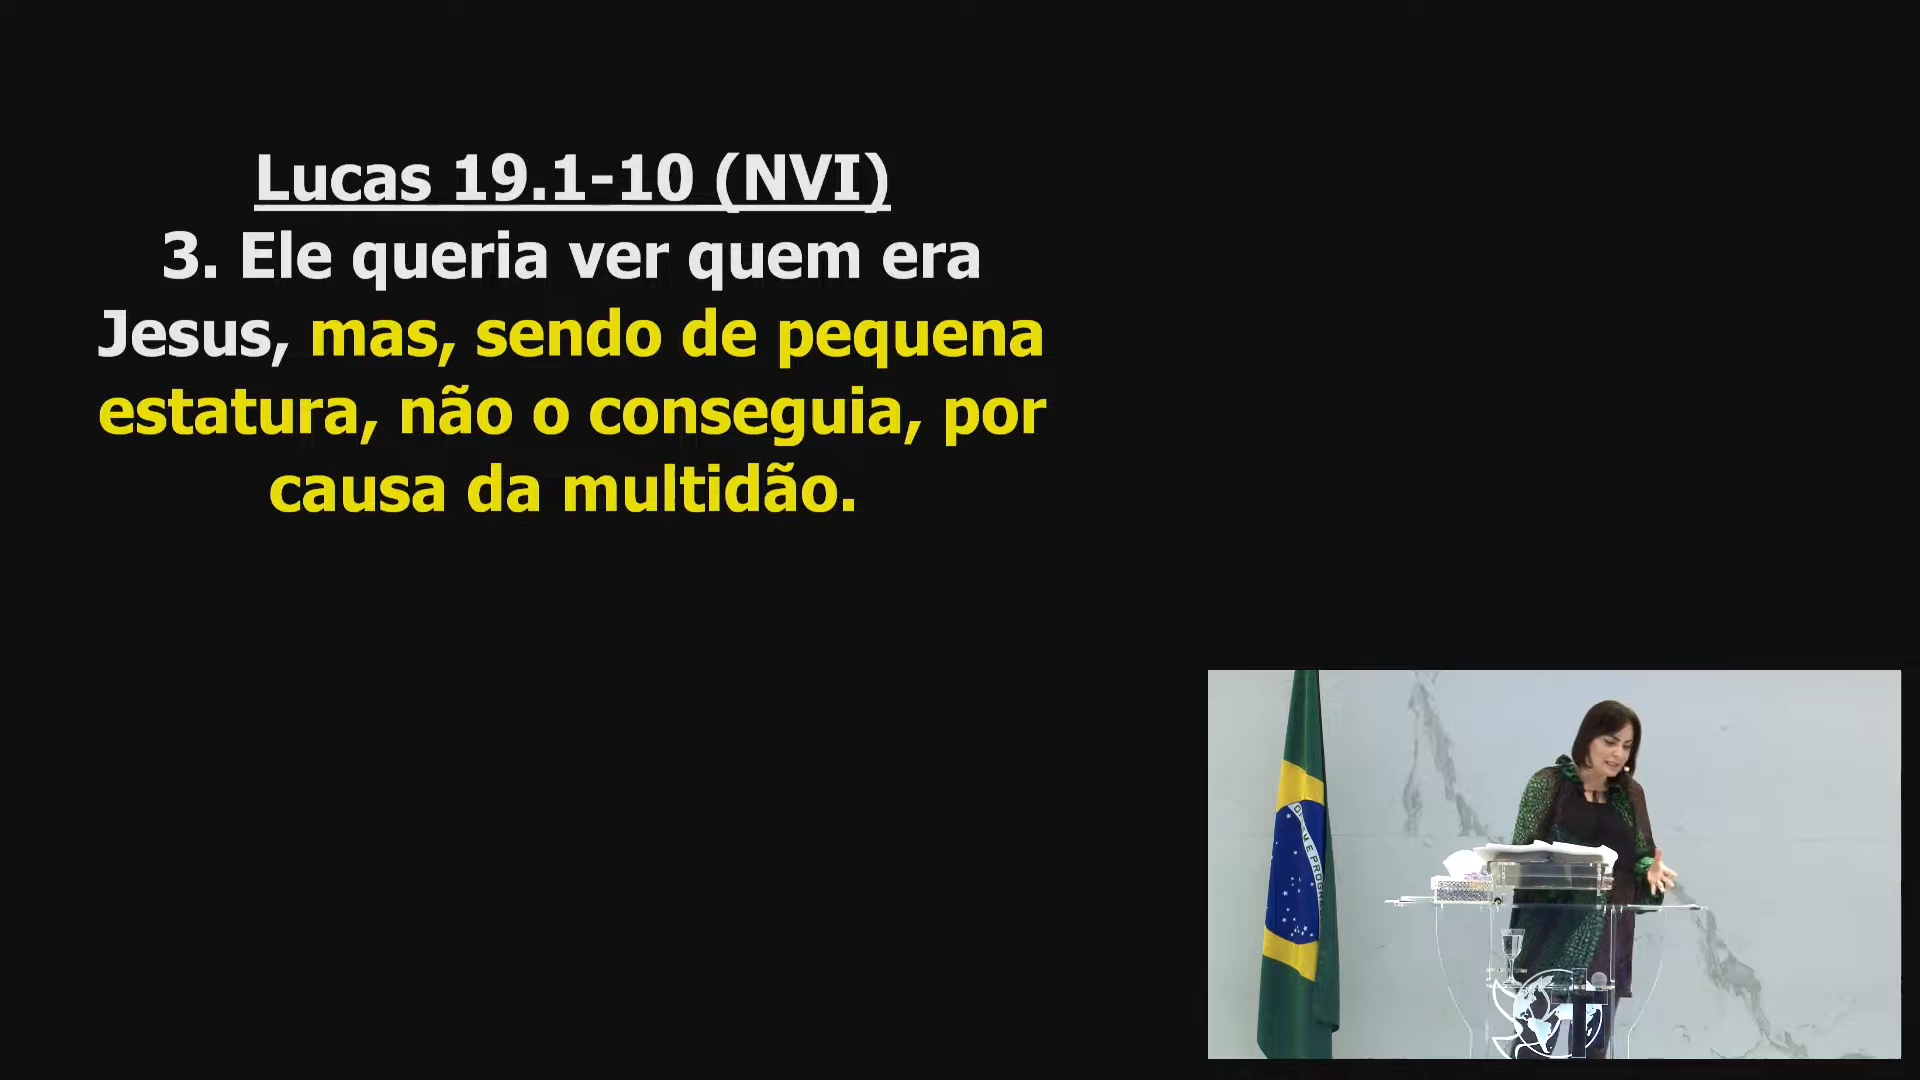 Lucas 19.1-10 (NVI)
3. Ele queria ver quem era
Jesus, mas, sendo de pequena
estatura, não o conseguia, por
causa da multidão.